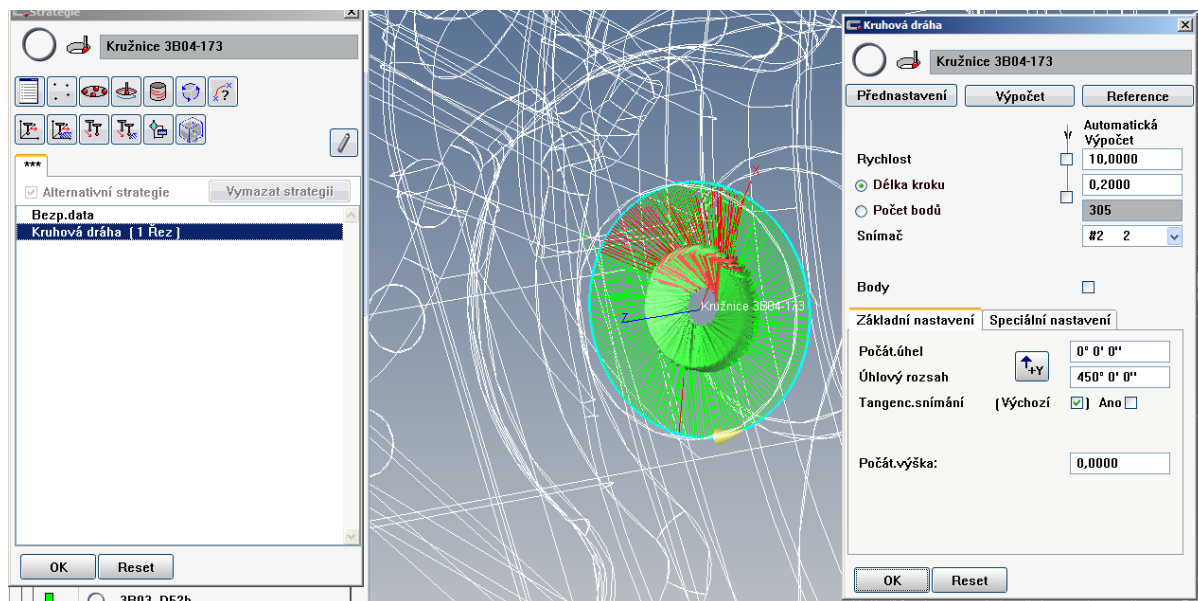 Strategie
Kružnice 3B04-173
***
Alternativní strategie
Vymazat strategii
Bezp.data
Kruhová dráha (1 Řez)
OK
Reset
3B03_D52b
X
Z
Kružnice 3B04-173
Kruhová dráha
Kružnice 3B04-173
Přednastavení
Výpočet
Reference
Automatická
Výpočet
Rychlost
10,0000
Délka kroku
0,2000
Počet bodů
305
Snímač
#2 2
Body
Základní nastavení
Speciální nastavení
Počát.úhel
0° 0' 0''
+Y
Úhlový rozsah
450° 0' 0''
Tangenc.snímání (Výchozí ) Ano
Počát.výška:
0,0000
OK
Reset